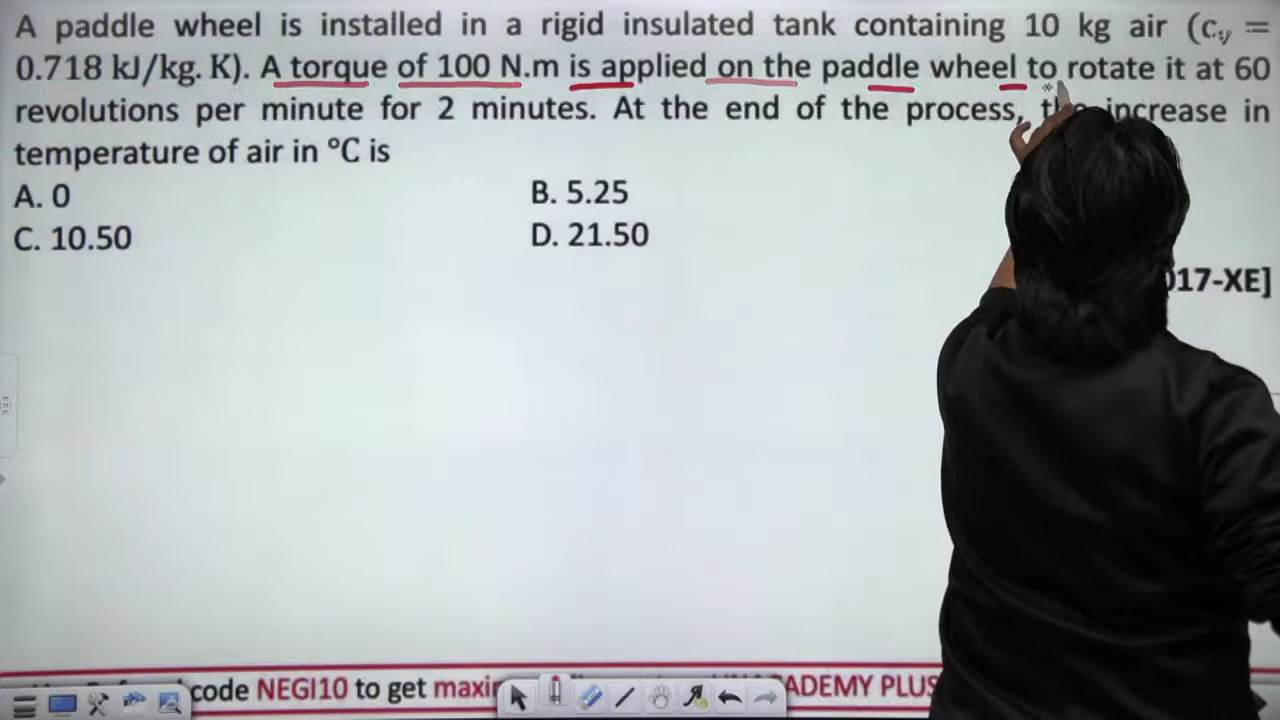 A paddle wheel is installed in a rigid insulated tank containing 10 kg air (cᵥ =
0.718 kJ/kg. K). A torque of 100 N.m is applied on the paddle wheel to rotate it at 60
revolutions per minute for 2 minutes. At the end of the process, the increase in
temperature of air in °C is
A. 0
B. 5.25
C. 10.50
D. 21.50
17-XE]
code NEGI10 to get
ADEMY PLUS